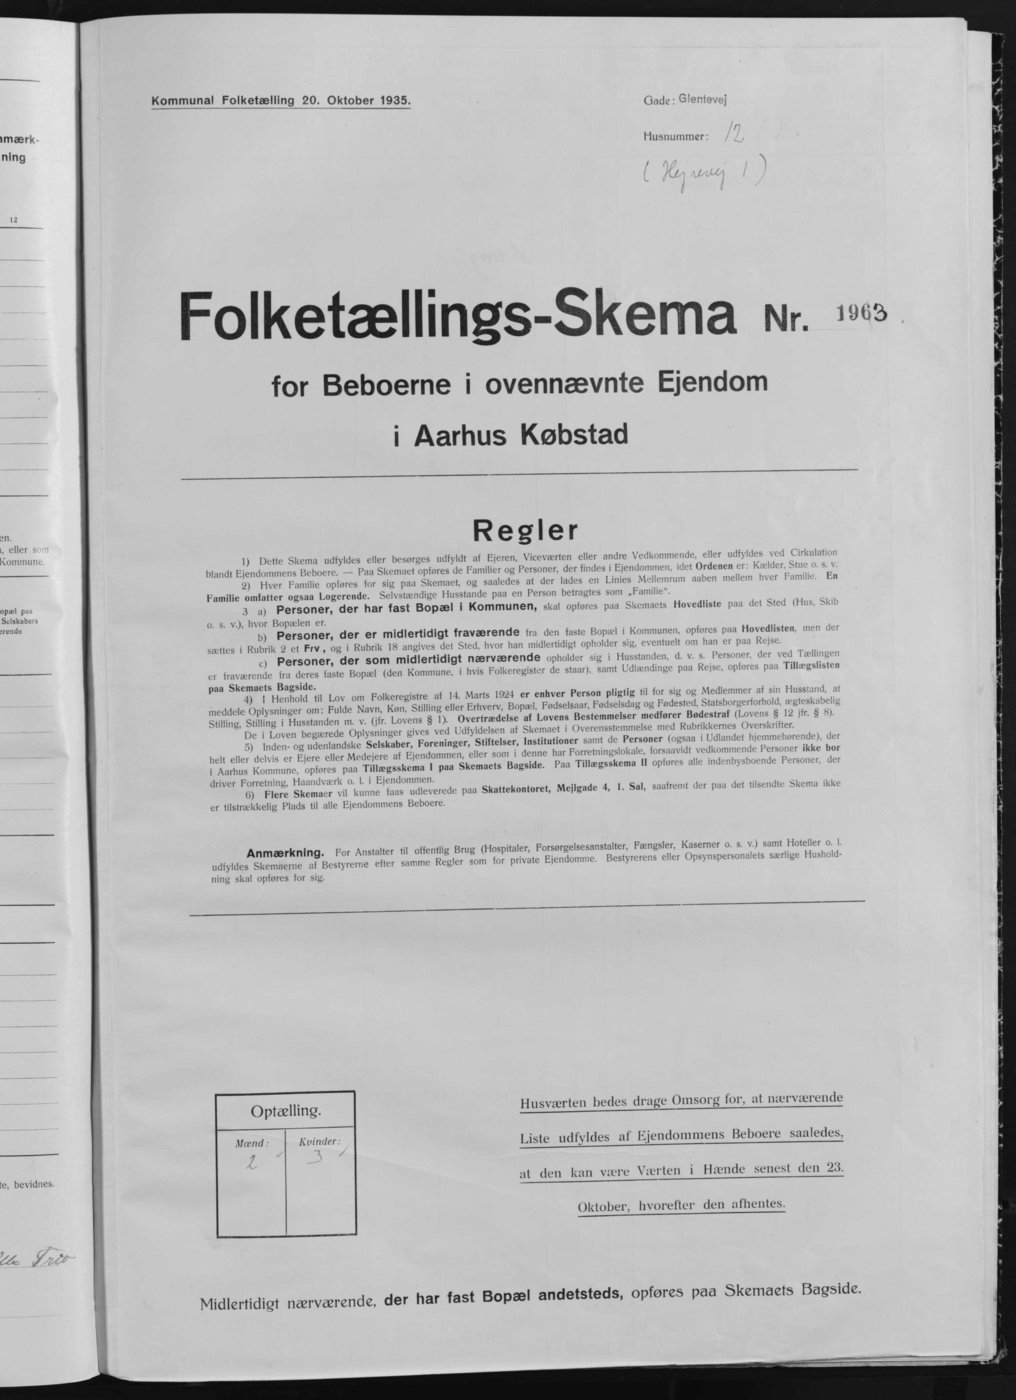 mærk-
ning
12
en.
, eller som
Kommune.
opæl paa
Selskabers
erende
te, bevidnes.
Trio
Kommunal Folketælling 20. Oktober 1935.
Gade: Glentevej
Husnummer: 12
( Hejrevej 1 )
Folketællings-Skema Nr. 1963
for Beboerne i ovennævnte Ejendom
i Aarhus Købstad
Regler
1) Dette Skema udfyldes eller besørges udfyldt af Ejeren, Viceværten eller andre Vedkommende, eller udfyldes ved Cirkulation
blandt Ejendommens Beboere. — Paa Skemaet opføres de Familier og Personer, der findes i Ejendommen, idet Ordenen er: Kælder, Stue o. s. v.
2) Hver Familie opføres for sig paa Skemaet, og saaledes at der lades en Linies Mellemrum aaben mellem hver Familie. En
Familie omfatter ogsaa Logerende. Selvstændige Husstande paa en Person betragtes som „Familie".
3 a) Personer, der har fast Bopæl i Kommunen, skal opføres paa Skemaets Hovedliste paa det Sted (Hus, Skib
o. s. v.), hvor Bopælen er.
b) Personer, der er midlertidigt fraværende fra den faste Bopæl i Kommunen, opføres paa Hovedlisten, men der
sættes i Rubrik 2 et Frv., og i Rubrik 18 angives det Sted, hvor han midlertidigt opholder sig, eventuelt om han er paa Rejse.
c) Personer, der som midlertidigt nærværende opholder sig i Husstanden, d. v. s. Personer, der ved Tællingen
er fraværende fra deres faste Bopæl (den Kommune, i hvis Folkeregister de staar), samt Udlændinge paa Rejse, opføres paa Tillægslisten
paa Skemaets Bagside.
4) I Henhold til Lov om Folkeregistre af 14. Marts 1924 er enhver Person pligtig til for sig og Medlemmer af sin Husstand, at
meddele Oplysninger om: Fulde Navn, Køn, Stilling eller Erhverv, Bopæl, Fødselsaar, Fødselsdag og Fødested, Statsborgerforhold, ægteskabelig
Stilling, Stilling i Husstanden m. v. (jfr. Lovens § 1). Overtrædelse af Lovens Bestemmelser medfører Bødestraf (Lovens § 12 jfr. § 8).
De i Loven begærede Oplysninger gives ved Udfyldelsen af Skemaet i Overensstemmelse med Rubrikkernes Overskrifter.
5) Inden- og udenlandske Selskaber, Foreninger, Stiftelser, Institutioner samt de Personer (ogsaa i Udlandet hjemmehørende), der
helt eller delvis er Ejere eller Medejere af Ejendommen, eller som i denne har Forretningslokale, forsaavidt vedkommende Personer ikke bor
i Aarhus Kommune, opføres paa Tillægsskema I paa Skemaets Bagside. Paa Tillægsskema II opføres alle indenbysboende Personer, der
driver Forretning, Haandværk o. l. i Ejendommen.
6) Flere Skemaer vil kunne faas udleverede paa Skattekontoret, Mejlgade 4, 1. Sal, saafremt der paa det tilsendte Skema ikke
er tilstrækkelig Plads til alle Ejendommens Beboere.
Anmærkning. For Anstalter til offentlig Brug (Hospitaler, Forsørgelsesanstalter, Fængsler, Kaserner o. s. v.) samt Hoteller o. l.
udfyldes Skemaerne af Bestyrerne efter samme Regler som for private Ejendomme. Bestyrerens eller Opsynspersonalets særlige Hushold-
ning skal opføres for sig.
Optælling.
Mænd: Kvinder:
2 3
Husværten bedes drage Omsorg for, at nærværende
Liste udfyldes af Ejendommens Beboere saaledes,
at den kan være Værten i Hænde senest den 23.
Oktober, hvorefter den afhentes.
Midlertidigt nærværende, der har fast Bopæl andetsteds, opføres paa Skemaets Bagside.